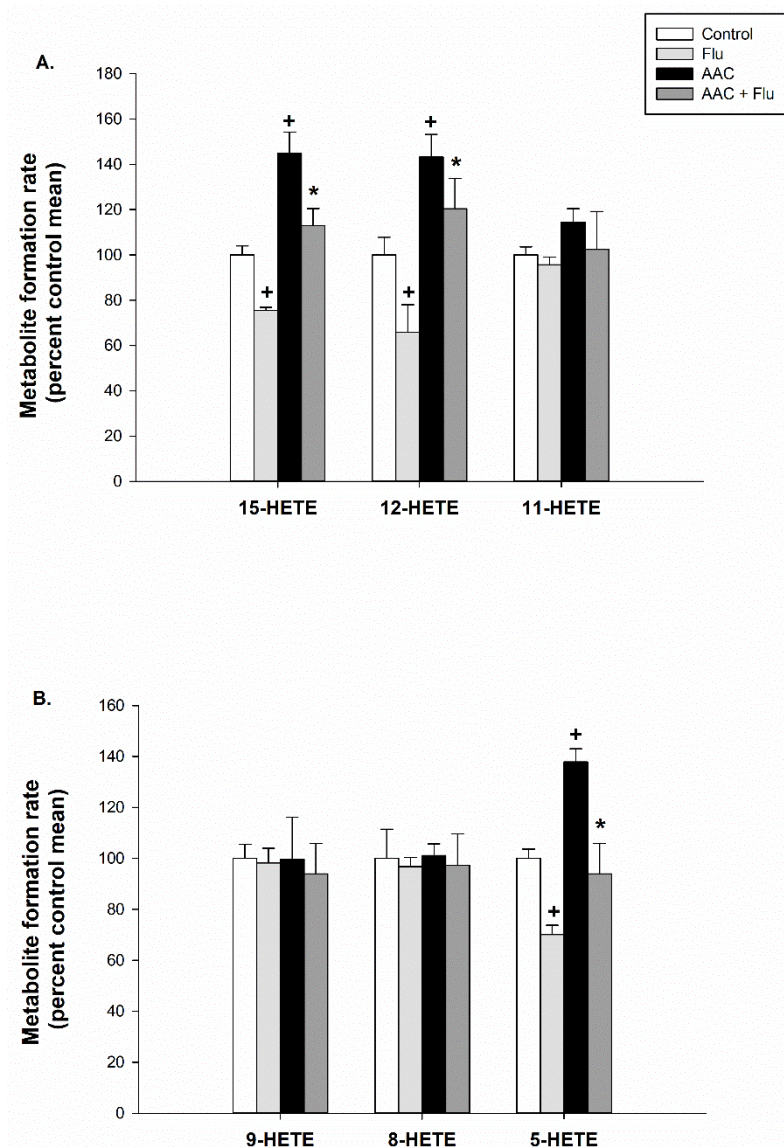 Control
Flu
AAC
AAC + Flu
A.
180
160
140
120
100
80
60
40
20
0
Metabolite formation rate
(percent control mean)
+
+
*
+
+
*
15-HETE 12-HETE 11-HETE
B.
160
140
120
100
80
60
40
20
0
Metabolite formation rate
(percent control mean)
+
+
*
9-HETE 8-HETE 5-HETE